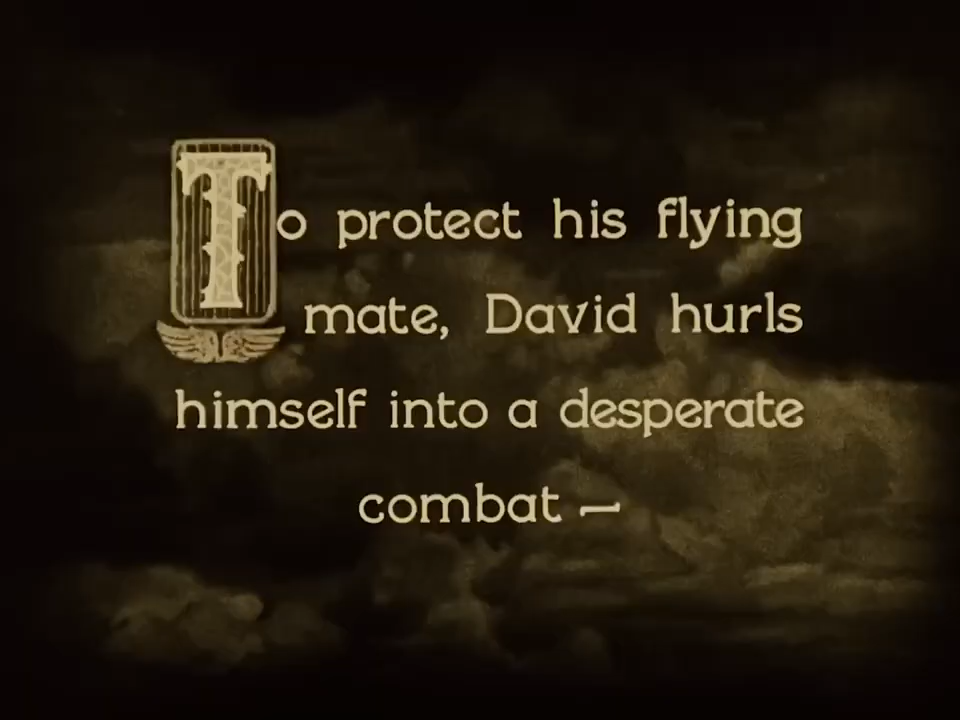 To protect his flying
mate, David hurls
himself into a desperate
combat —